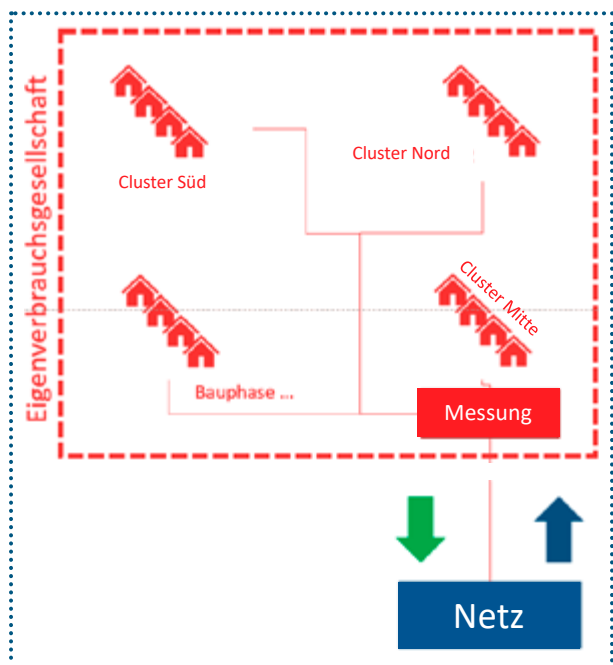 Eigenverbrauchsgesellschaft
Cluster Süd
Cluster Nord
Cluster Mitte
Bauphase ...
Messung
Netz